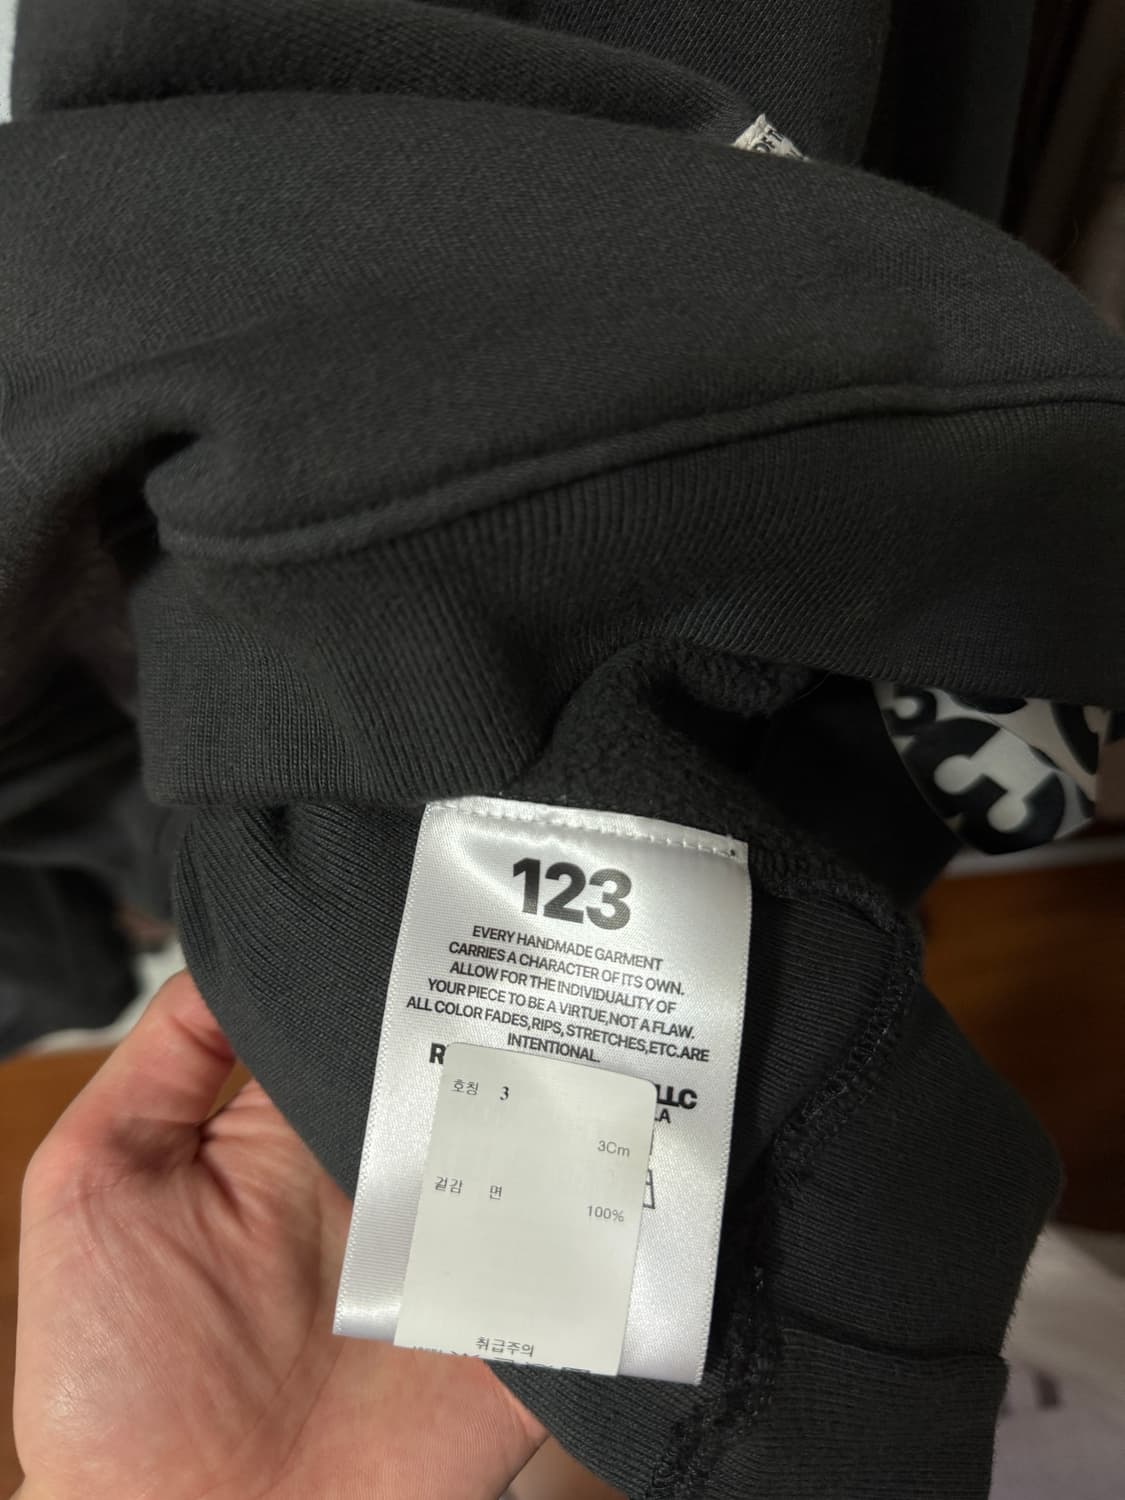 123
EVERY HANDMADE GARMENT
CARRIES A CHARACTER OF ITS OWN.
ALLOW FOR THE INDIVIDUALITY OF
YOUR PIECE TO BE A VIRTUE,NOT A FLAW.
ALL COLOR FADES,RIPS, STRETCHES,ETC.ARE
INTENTIONAL.
R LLC
LA
호칭 3
3Cm
겉감 면
100%
취급주의